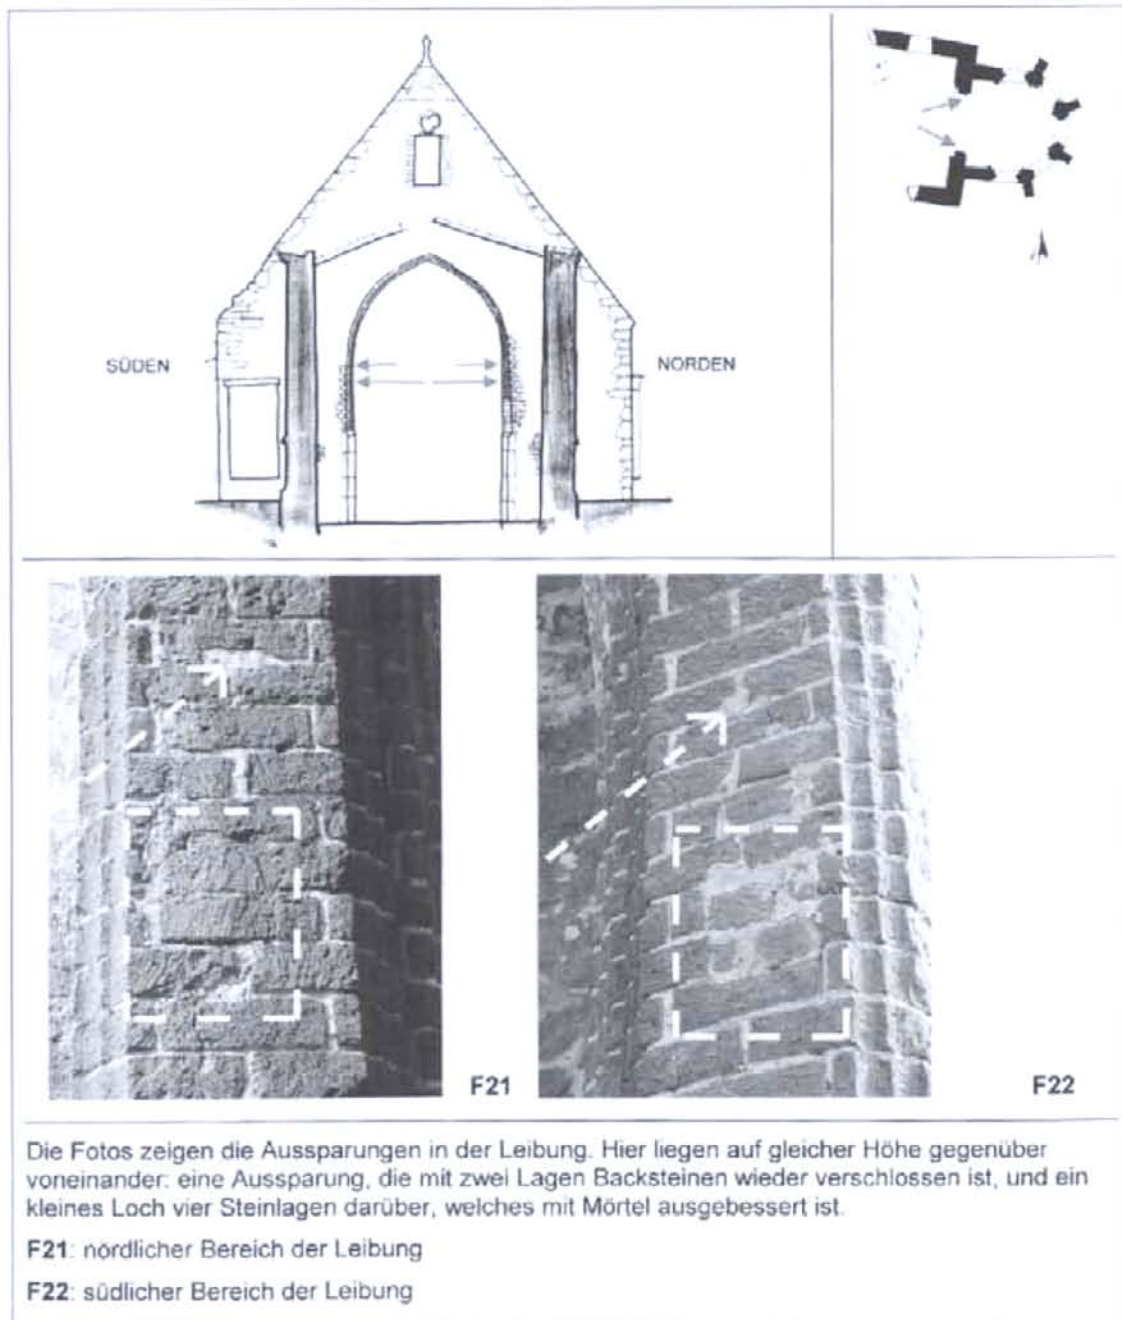 SÜDEN
NORDEN
F21
F22
Die Fotos zeigen die Aussparungen in der Leibung. Hier liegen auf gleicher Höhe gegenüber
voneinander: eine Aussparung, die mit zwei Lagen Backsteinen wieder verschlossen ist, und ein
kleines Loch vier Steinlagen darüber, welches mit Mörtel ausgebessert ist.
F21: nördlicher Bereich der Leibung
F22: südlicher Bereich der Leibung